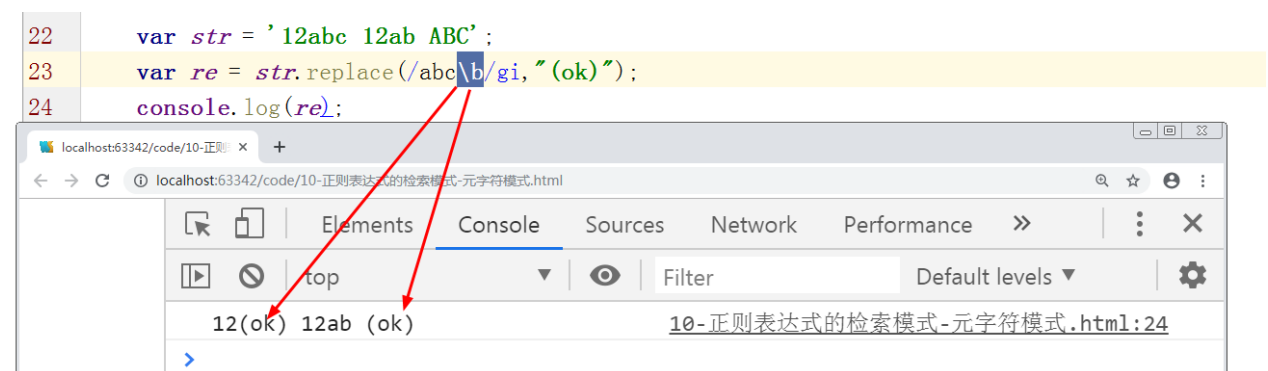 22 var str = '12abc 12ab ABC';
23 var re = str.replace(/abc\b/gi,"(ok)");
24 console.log(re);
localhost:63342/code/10-正则 × +
localhost:63342/code/10-正则表达式的检索模式-元字符模式.html
Elements Console Sources Network Performance »
top ▼ Filter Default levels ▼
12(ok) 12ab (ok) 10-正则表达式的检索模式-元字符模式.html:24
>